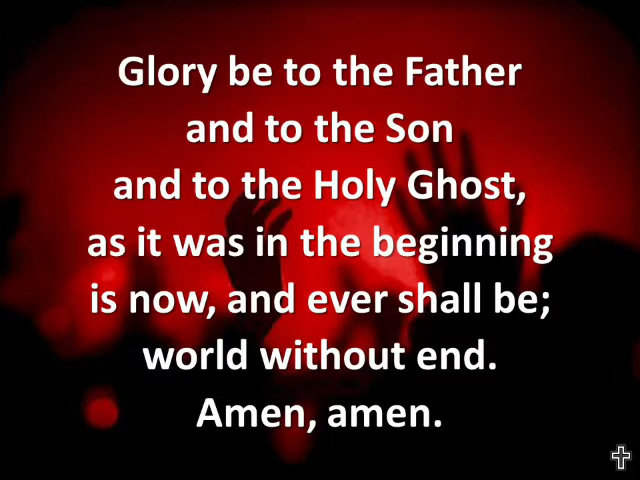 Glory be to the Father
and to the Son
and to the Holy Ghost,
as it was in the beginning
is now, and ever shall be;
world without end.
Amen, amen.